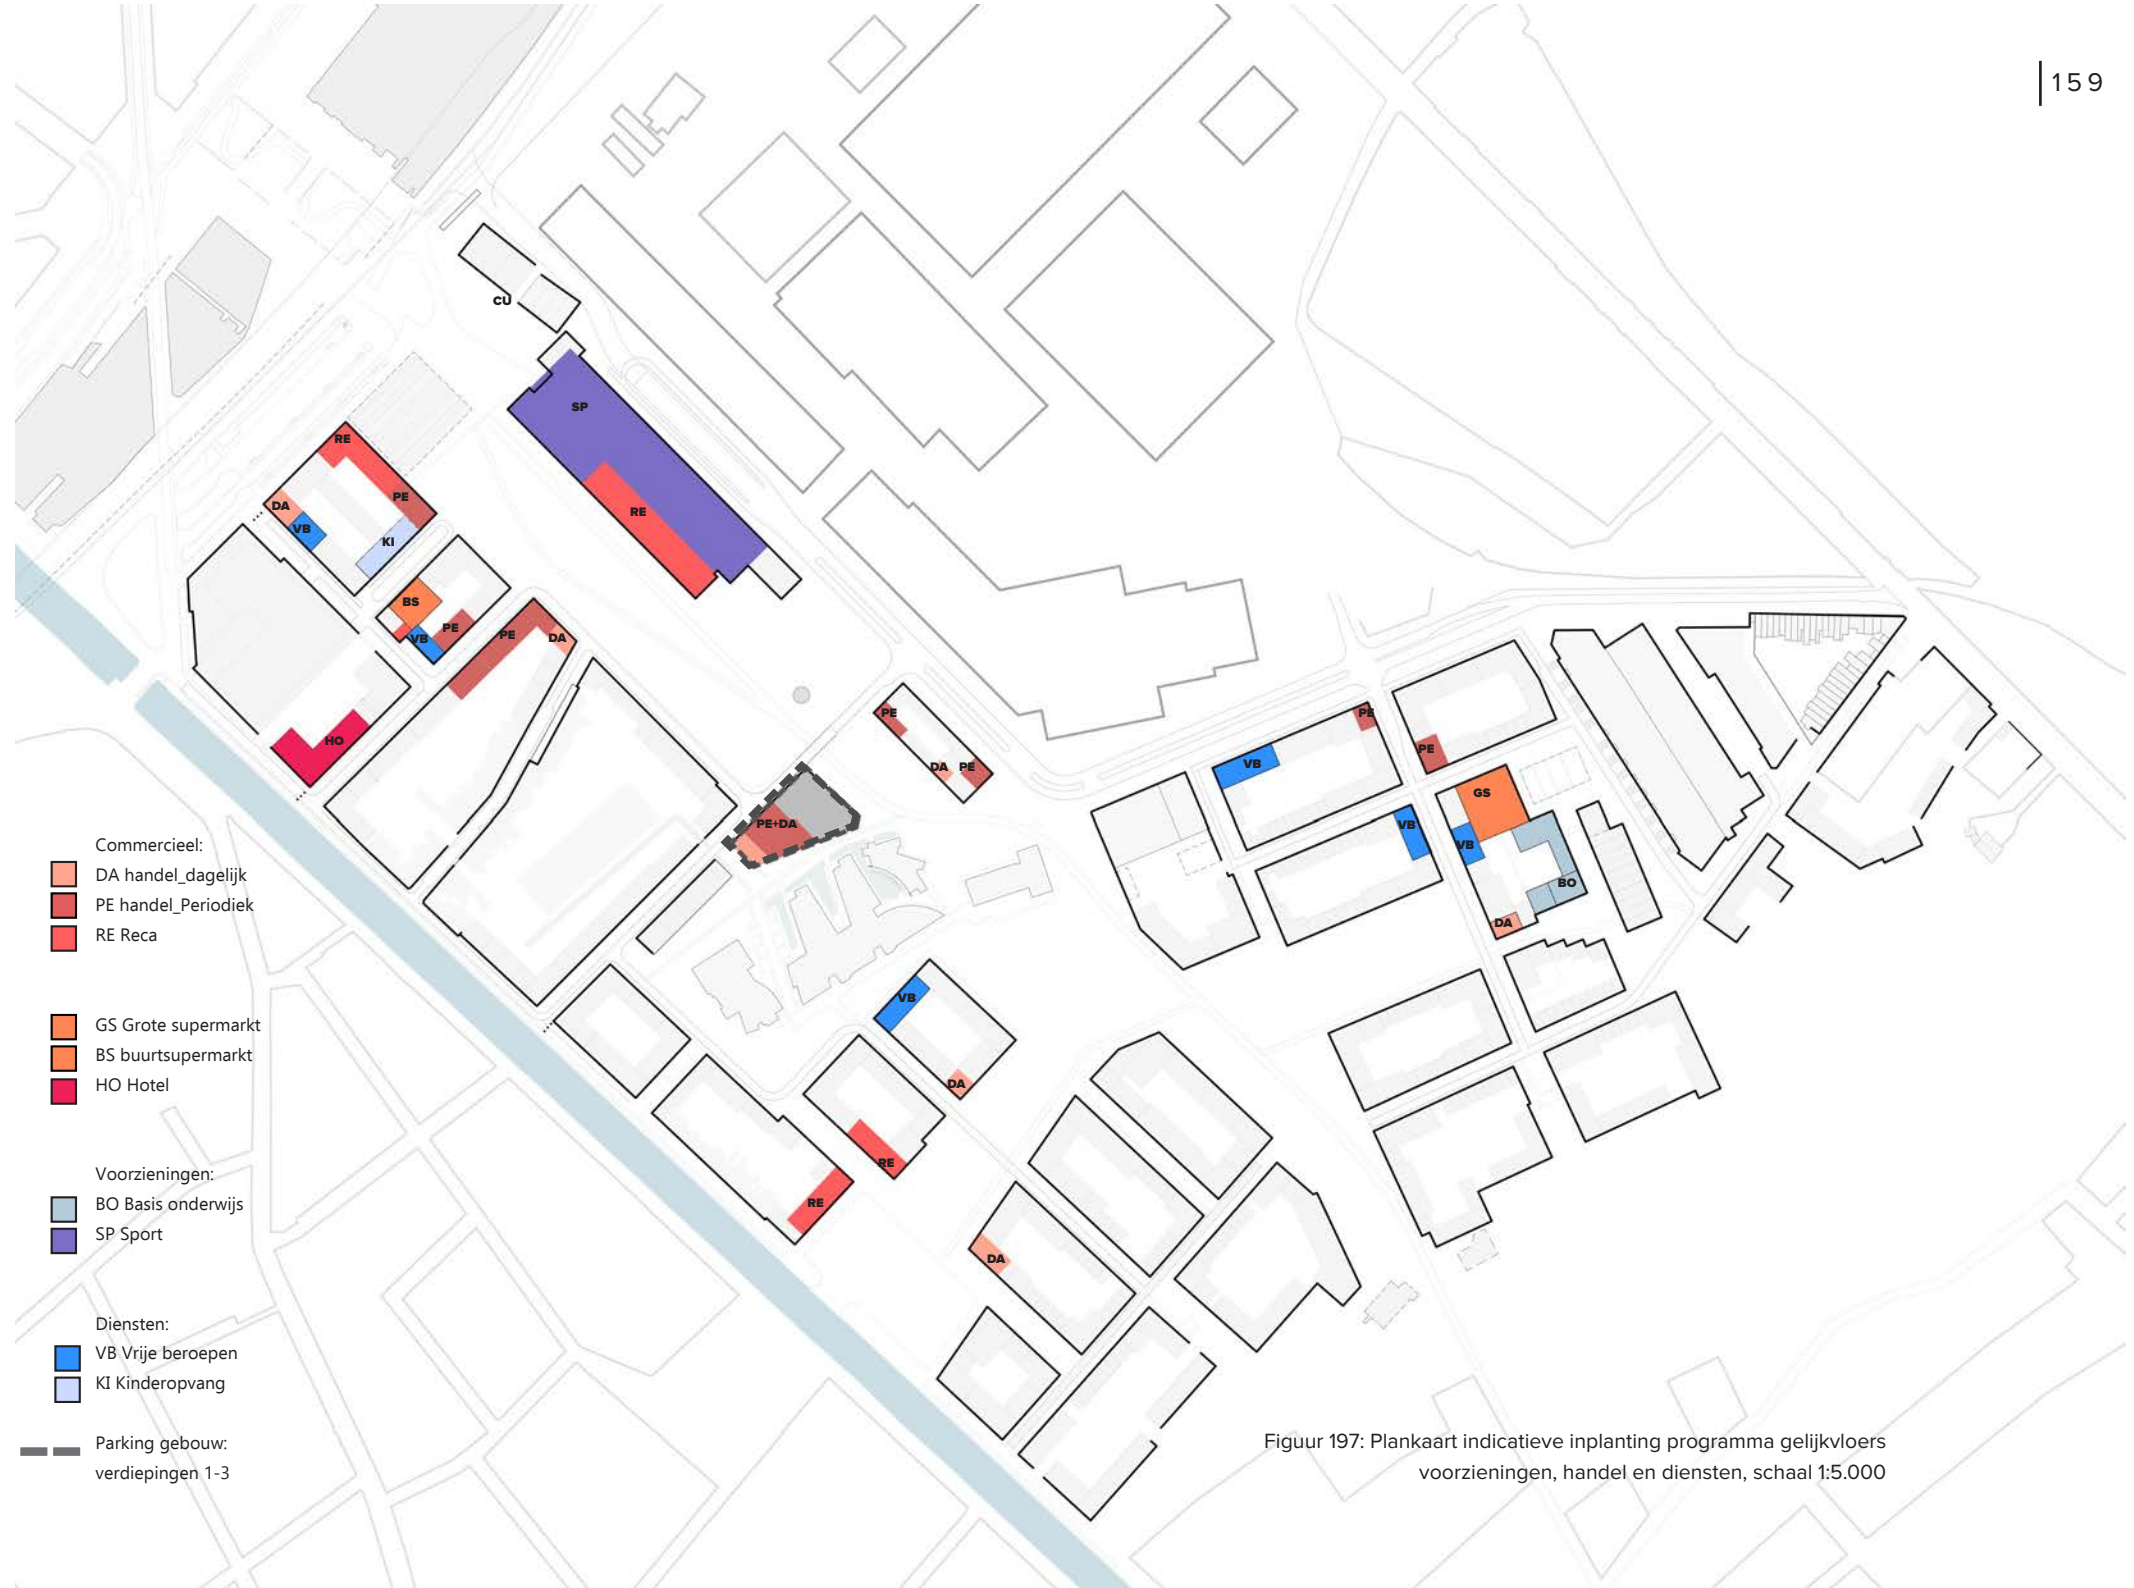 159
CU
SP
RE
RE
PE
DA
VB
KI
BS
VB
PE
PE
DA
HO
PE
DA
PE
PE+DA
PE
VB
PE
VB
GS
VB
BO
DA
VB
DA
RE
RE
DA
Commercieel:
DA handel_dagelijk
PE handel_Periodiek
RE Reca
GS Grote supermarkt
BS buurtsupermarkt
HO Hotel
Voorzieningen:
BO Basis onderwijs
SP Sport
Diensten:
VB Vrije beroepen
KI Kinderopvang
Parking gebouw:
verdiepingen 1-3
Figuur 197: Plankaart indicatieve inplanting programma gelijkvloers
voorzieningen, handel en diensten, schaal 1:5.000